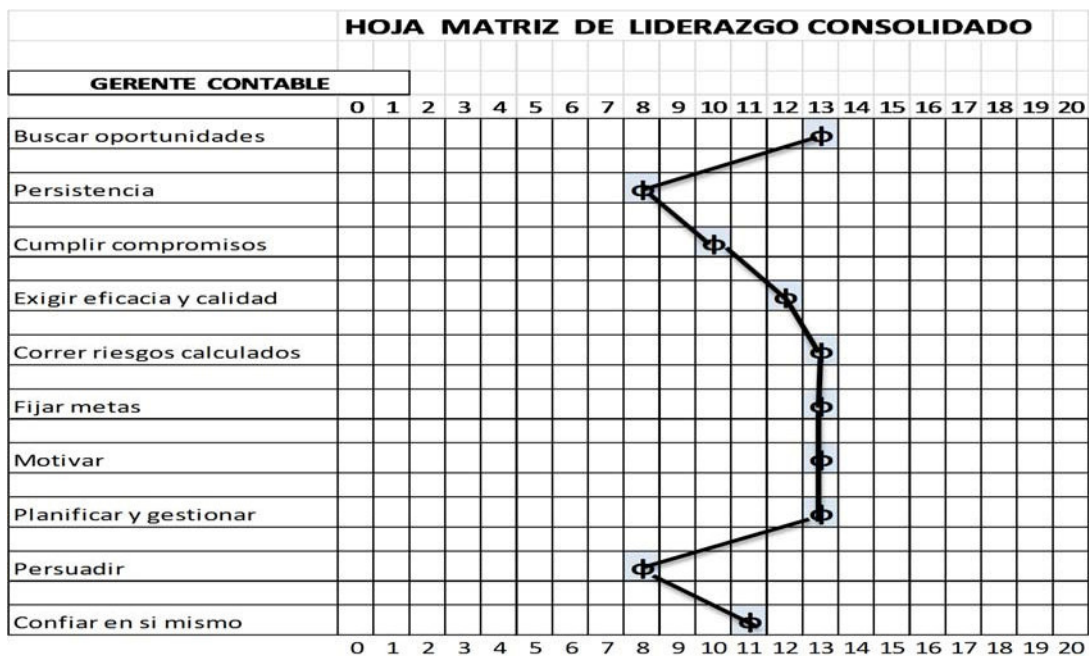 HOJA MATRIZ DE LIDERAZGO CONSOLIDADO
GERENTE CONTABLE
0 1 2 3 4 5 6 7 8 9 10 11 12 13 14 15 16 17 18 19 20
Buscar oportunidades ф
Persistencia ф
Cumplir compromisos ф
Exigir eficacia y calidad ф
Correr riesgos calculados ф
Fijar metas ф
Motivar ф
Planificar y gestionar ф
Persuadir ф
Confiar en si mismo ф
0 1 2 3 4 5 6 7 8 9 10 11 12 13 14 15 16 17 18 19 20